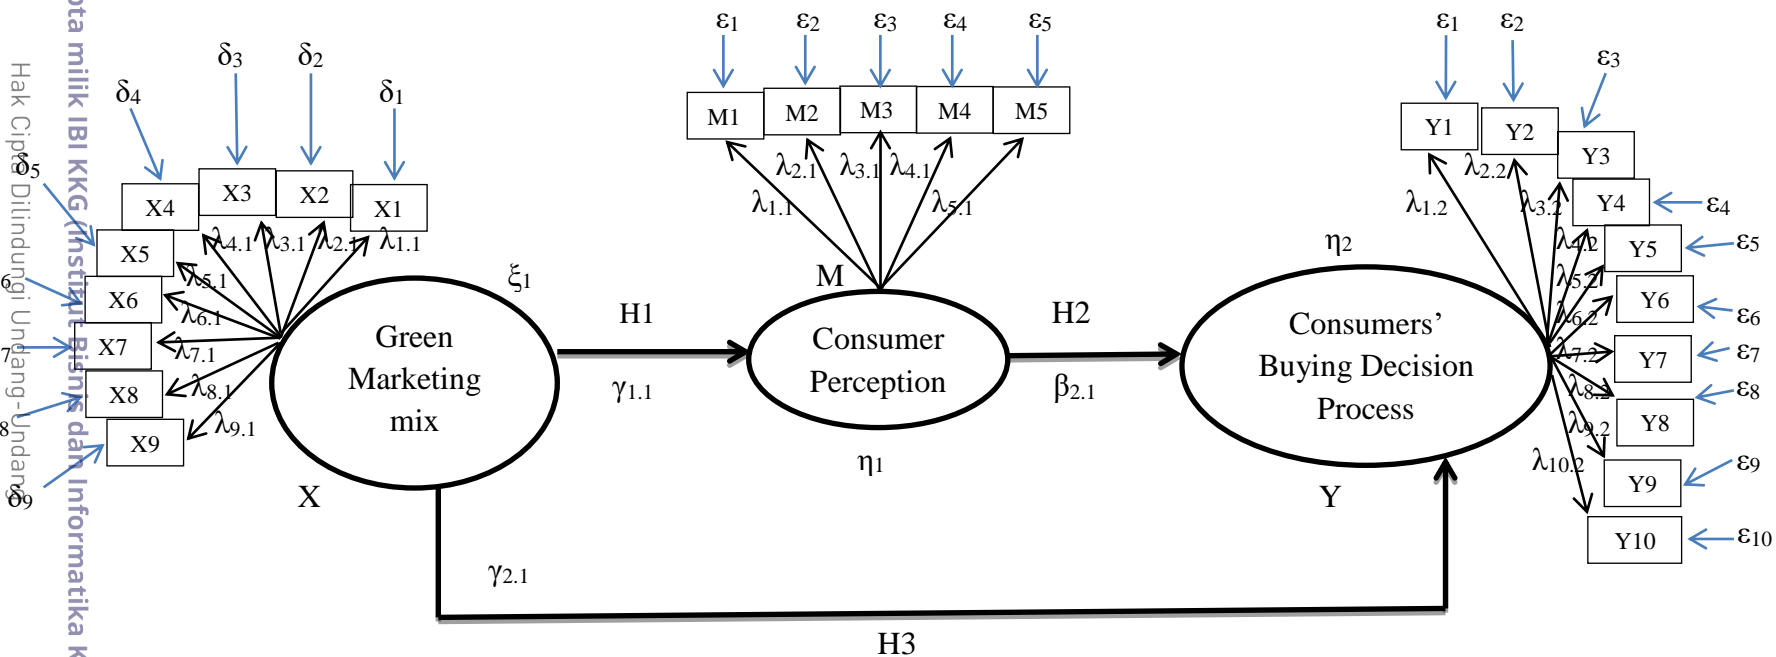 pta milik IBI KKG (Institut Bisnis dan Informatika K
Hak Cipta Dilindungi Undang-Undang
δ4
δ3
δ2
δ1
δ5
6
7
8
δ9
X4
X3
X2
X1
X5
X6
X7
X8
X9
λ4.1
λ3.1
λ2.1
λ1.1
λ5.1
λ6.1
λ7.1
λ8.1
λ9.1
ξ1
Green
Marketing
mix
X
H1
γ1.1
ε1
ε2
ε3
ε4
ε5
M1
M2
M3
M4
M5
λ1.1
λ2.1
λ3.1
λ4.1
λ5.1
M
Consumer
Perception
η1
H2
β2.1
η2
Consumers’
Buying Decision
Process
Y
ε1
ε2
ε3
ε4
ε5
ε6
ε7
ε8
ε9
ε10
Y1
Y2
Y3
Y4
Y5
Y6
Y7
Y8
Y9
Y10
λ1.2
λ2.2
λ3.2
λ4.2
λ5.2
λ6.2
λ7.2
λ8.2
λ9.2
λ10.2
γ2.1
H3